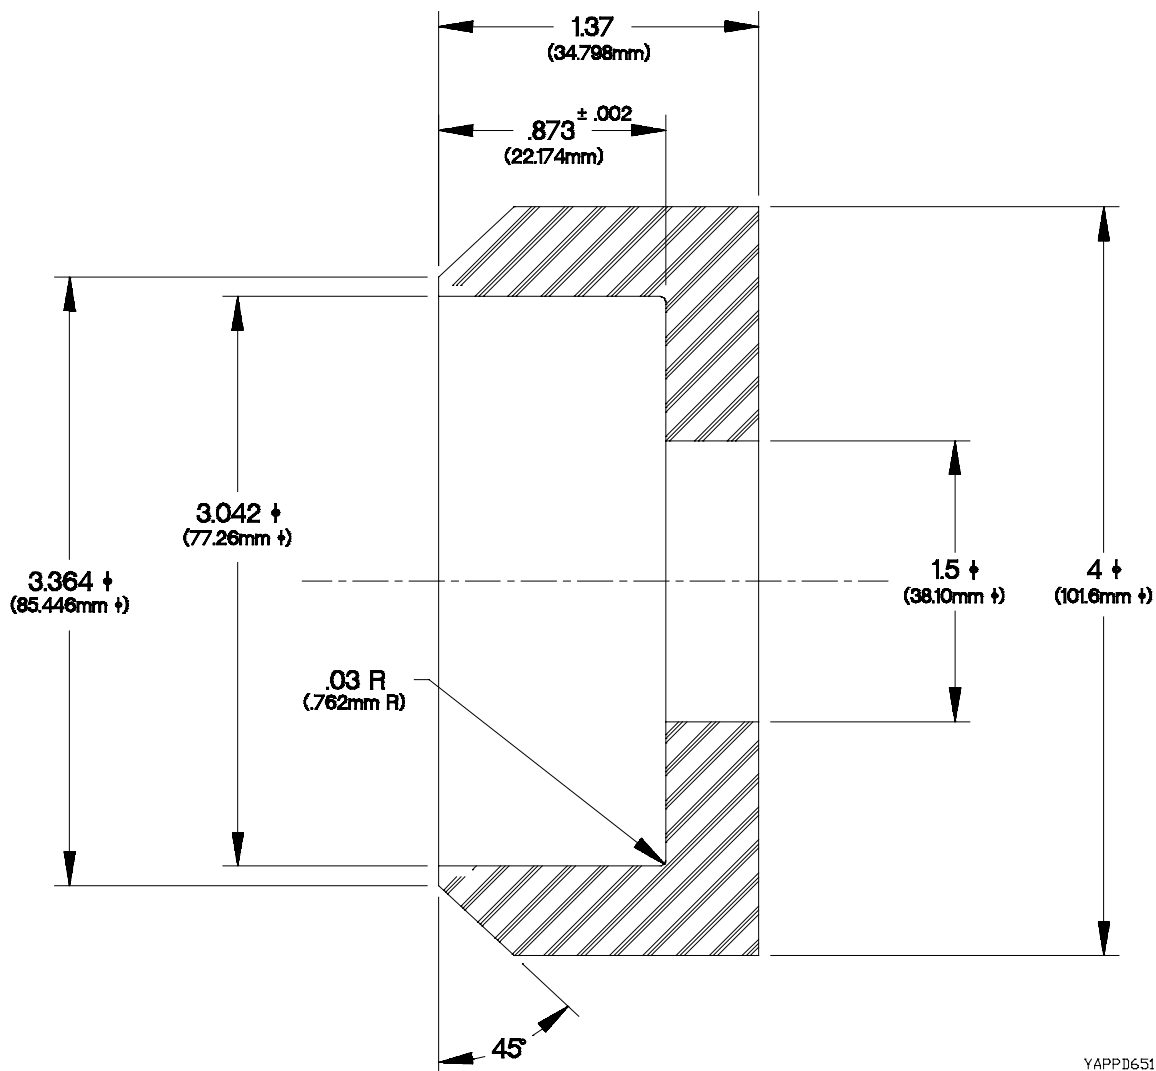 1.37
(34.798mm)
.873 ± .002
(22.174mm)
3.042 ⌽
(77.26mm ⌽)
3.364 ⌽
(85.446mm ⌽)
1.5 ⌽
(38.10mm ⌽)
4 ⌽
(101.6mm ⌽)
.03 R
(.762mm R)
45°
YAPPD651